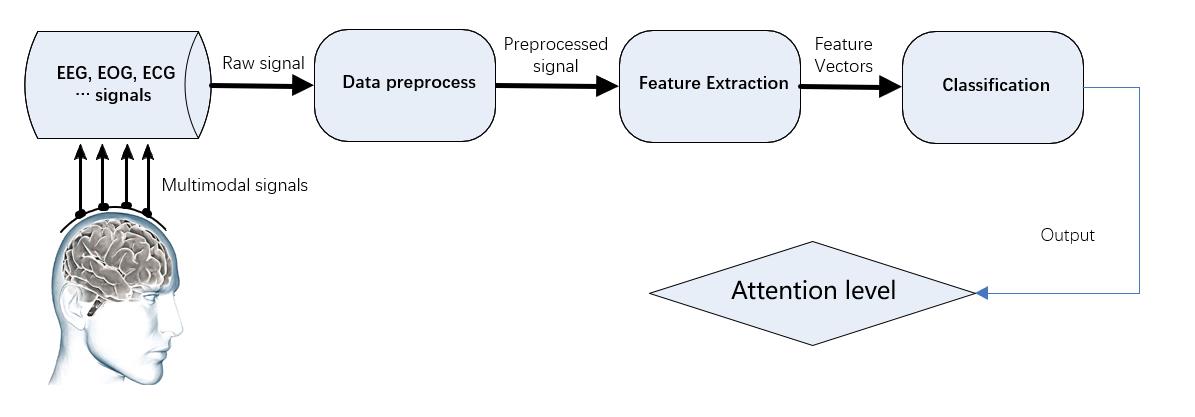 EEG, EOG, ECG
··· signals
Raw signal
Data preprocess
Preprocessed
signal
Feature Extraction
Feature
Vectors
Classification
Multimodal signals
Output
Attention level